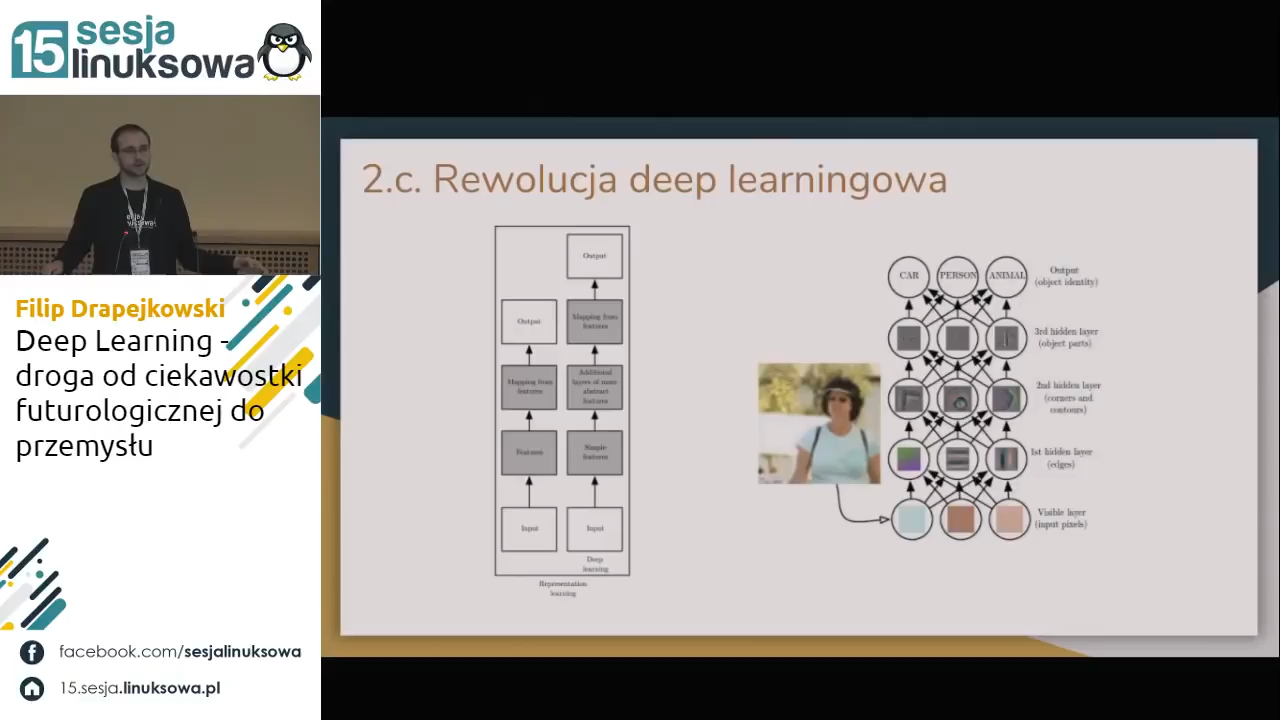 15 sesja
linuksowa
Filip Drapejkowski
Deep Learning -
droga od ciekawostki
futurologicznej do
przemysłu
facebook.com/sesjalinuksowa
15.sesja.linuksowa.pl
2.c. Rewolucja deep learningowa
Output
Output
Mapping from
features
Mapping from
features
Additional
layers of more
abstract
features
Features
Simple
features
Input
Input
Deep
learning
Representation
learning
CAR
PERSON
ANIMAL
Output
(object identity)
3rd hidden layer
(object parts)
2nd hidden layer
(corners and
contours)
1st hidden layer
(edges)
Visible layer
(input pixels)
sesja
linuksowa